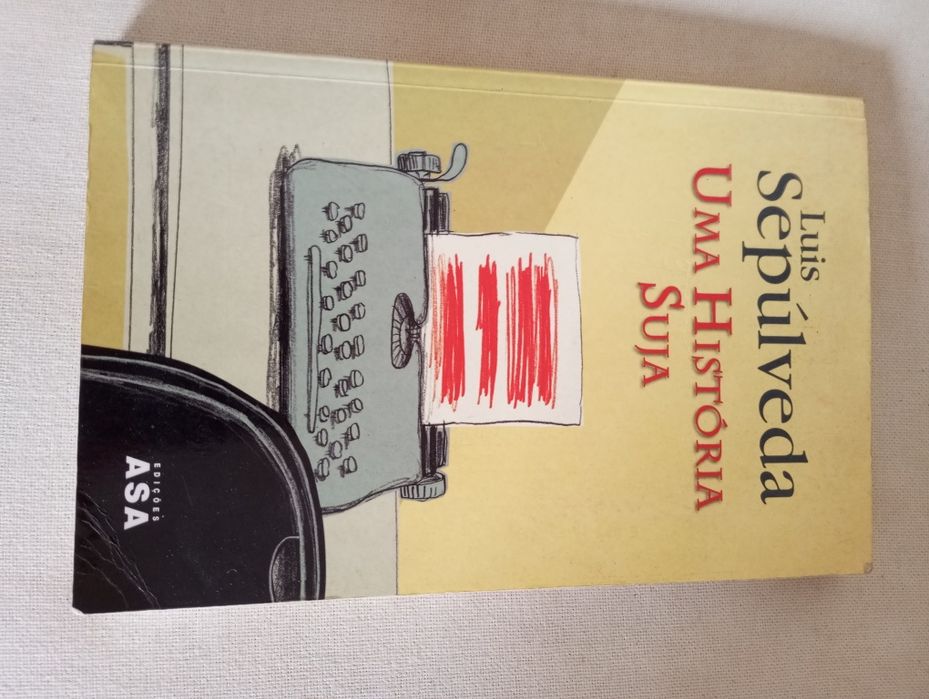 Luis
Sepúlveda
UMA HISTÓRIA
SUJA
EDIÇÕES
ASA